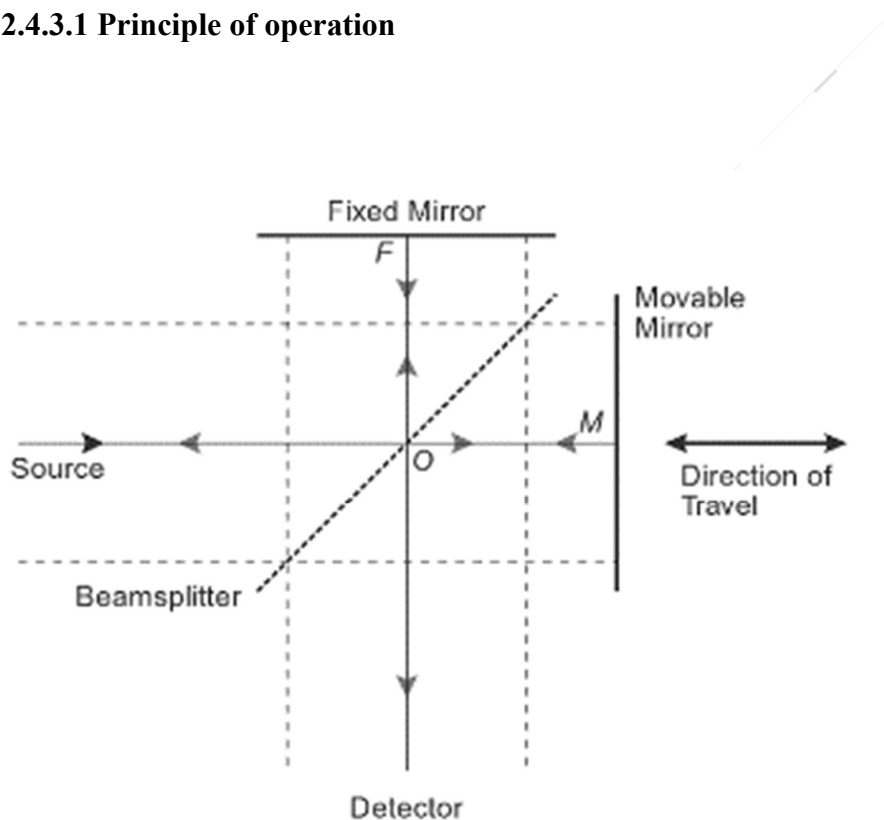 2.4.3.1 Principle of operation
Fixed Mirror
F
Movable
Mirror
M
Source
O
Direction of
Travel
Beamsplitter
Detector